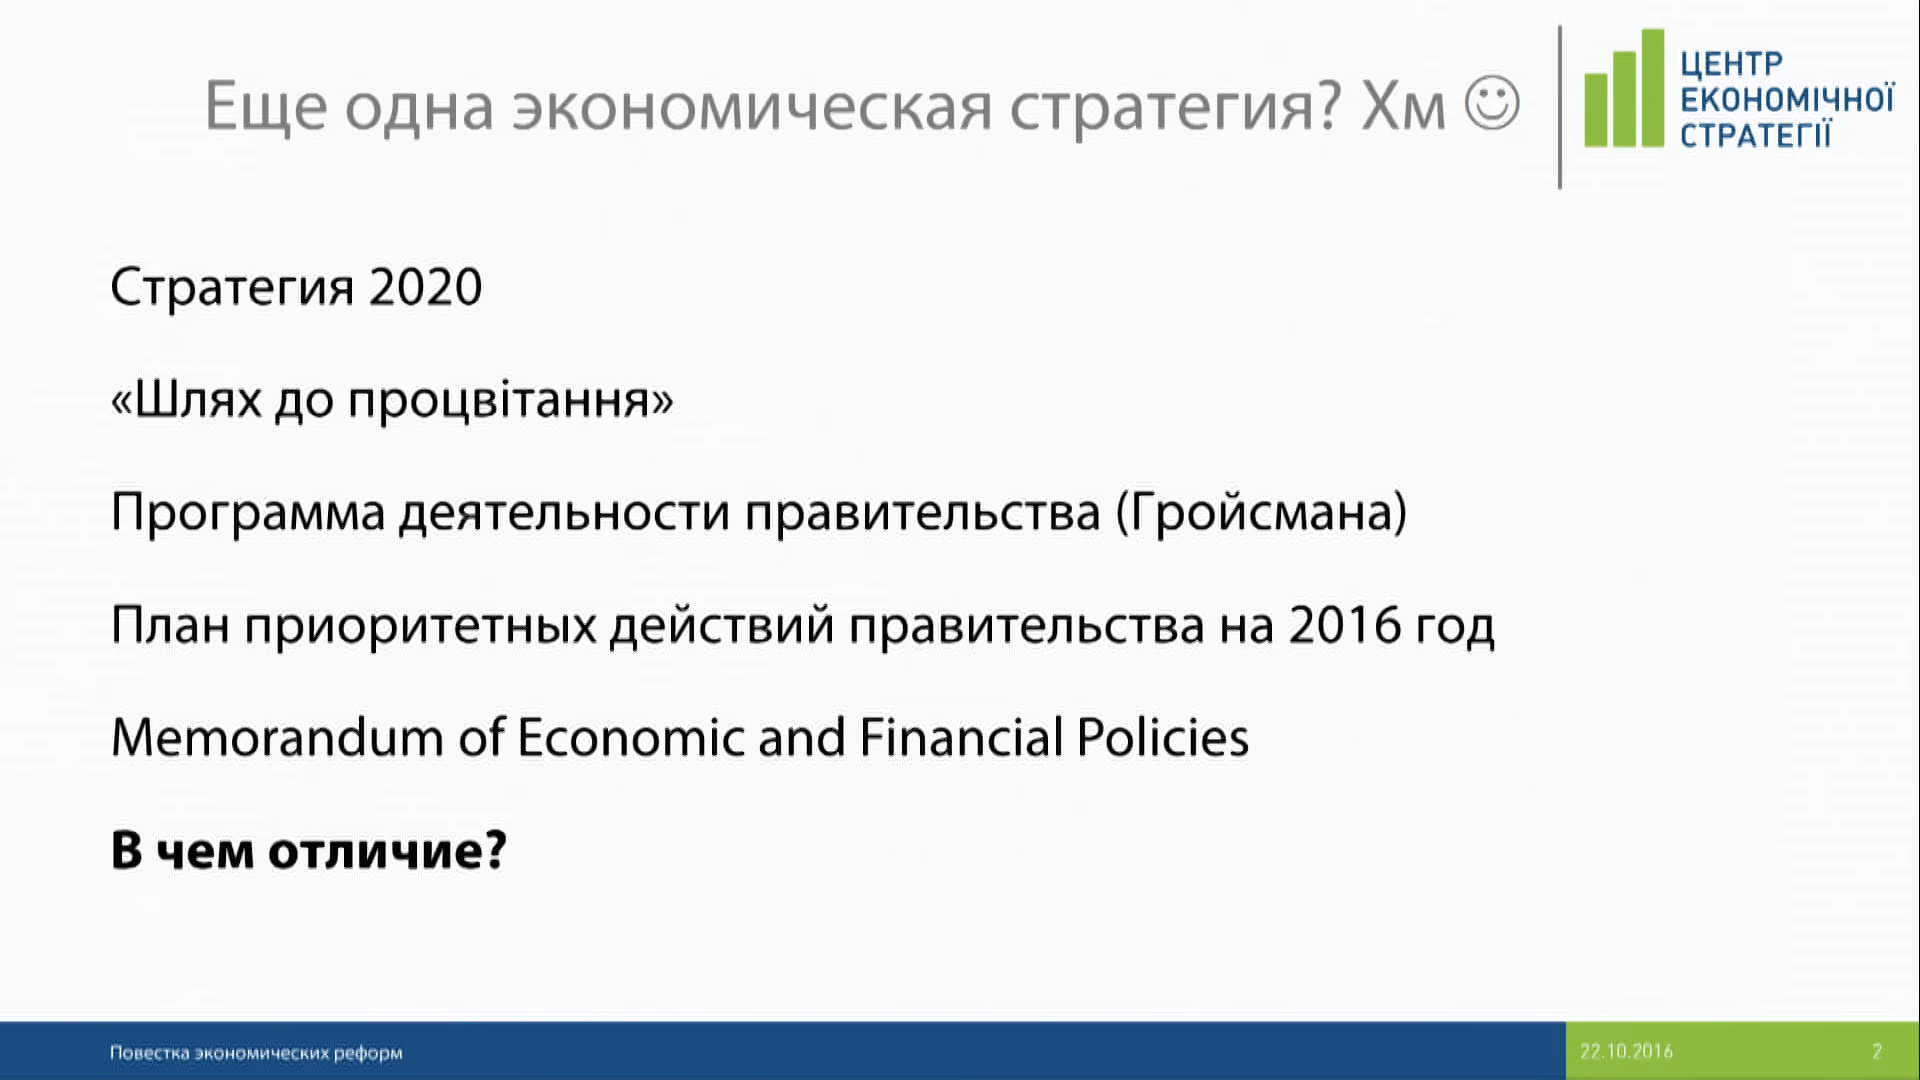 Еще одна экономическая стратегия? Хм ☺
ЦЕНТР
ЕКОНОМІЧНОЇ
СТРАТЕГІЇ
Стратегия 2020
«Шлях до процвітання»
Программа деятельности правительства (Гройсмана)
План приоритетных действий правительства на 2016 год
Memorandum of Economic and Financial Policies
В чем отличие?
Повестка экономических реформ
22.10.2016
2